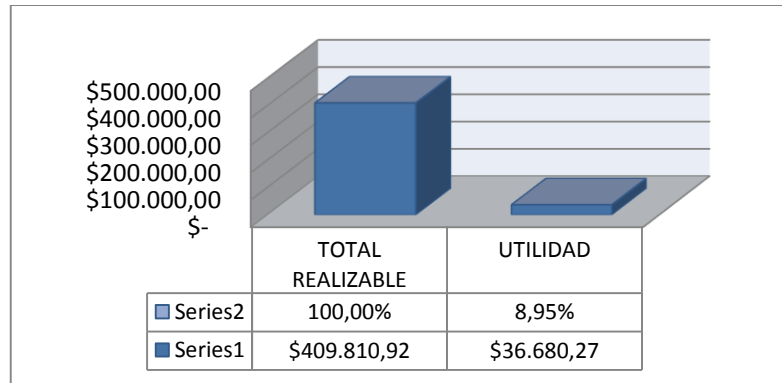 $500.000,00
$400.000,00
$300.000,00
$200.000,00
$100.000,00
$-
TOTAL REALIZABLE UTILIDAD
Series2 100,00% 8,95%
Series1 $409.810,92 $36.680,27